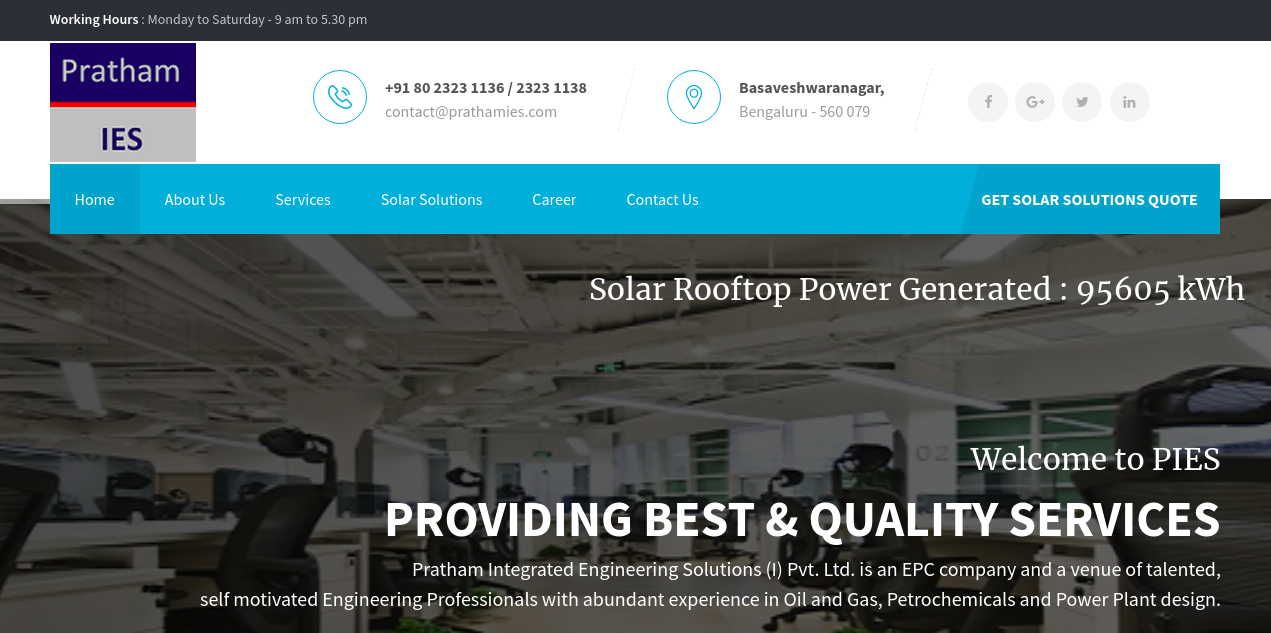 Working Hours : Monday to Saturday - 9 am to 5.30 pm
Pratham
IES
+91 80 2323 1136 / 2323 1138
contact@prathamies.com
Basaveshwaranagar,
Bengaluru - 560 079
Home
About Us
Services
Solar Solutions
Career
Contact Us
GET SOLAR SOLUTIONS QUOTE
Solar Rooftop Power Generated : 95605 kWh
02
Welcome to PIES
PROVIDING BEST & QUALITY SERVICES
Pratham Integrated Engineering Solutions (I) Pvt. Ltd. is an EPC company and a venue of talented,
self motivated Engineering Professionals with abundant experience in Oil and Gas, Petrochemicals and Power Plant design.